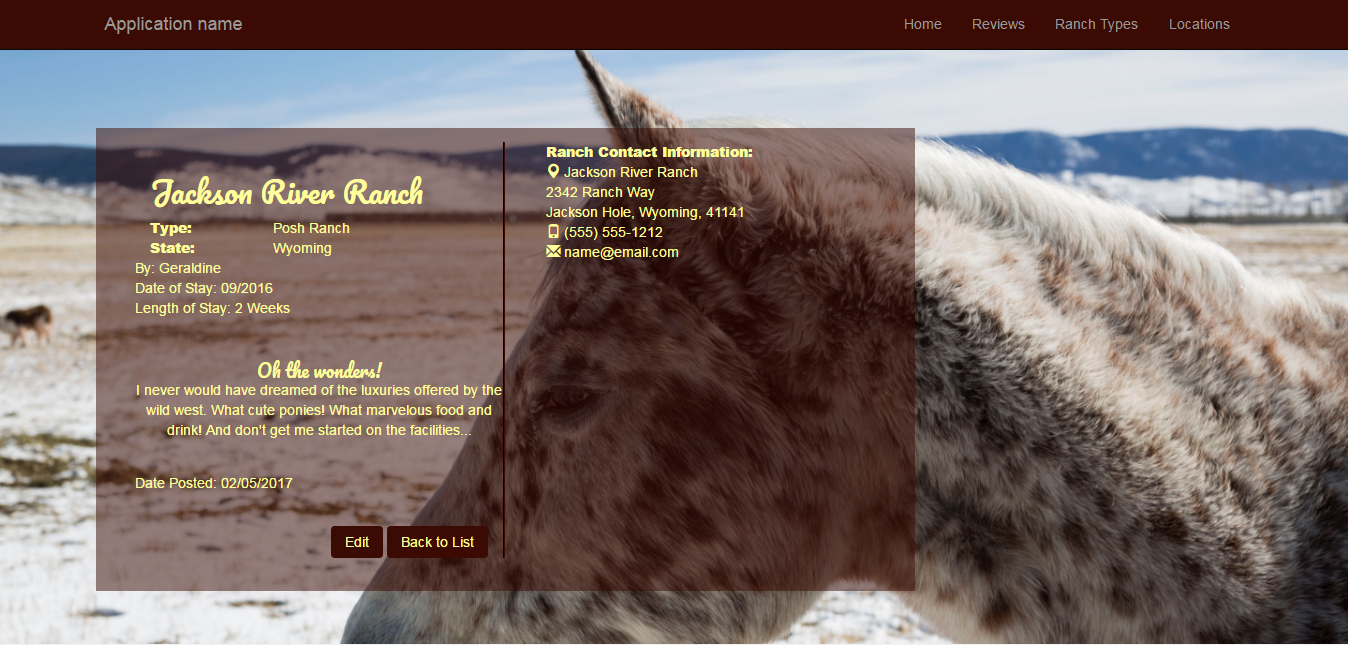 Application name
Home Reviews Ranch Types Locations
Jackson River Ranch
Type: Posh Ranch
State: Wyoming
By: Geraldine
Date of Stay: 09/2016
Length of Stay: 2 Weeks
Oh the wonders!
I never would have dreamed of the luxuries offered by the
wild west. What cute ponies! What marvelous food and
drink! And don't get me started on the facilities...
Date Posted: 02/05/2017
Edit Back to List
Ranch Contact Information:
Jackson River Ranch
2342 Ranch Way
Jackson Hole, Wyoming, 41141
(555) 555-1212
name@email.com